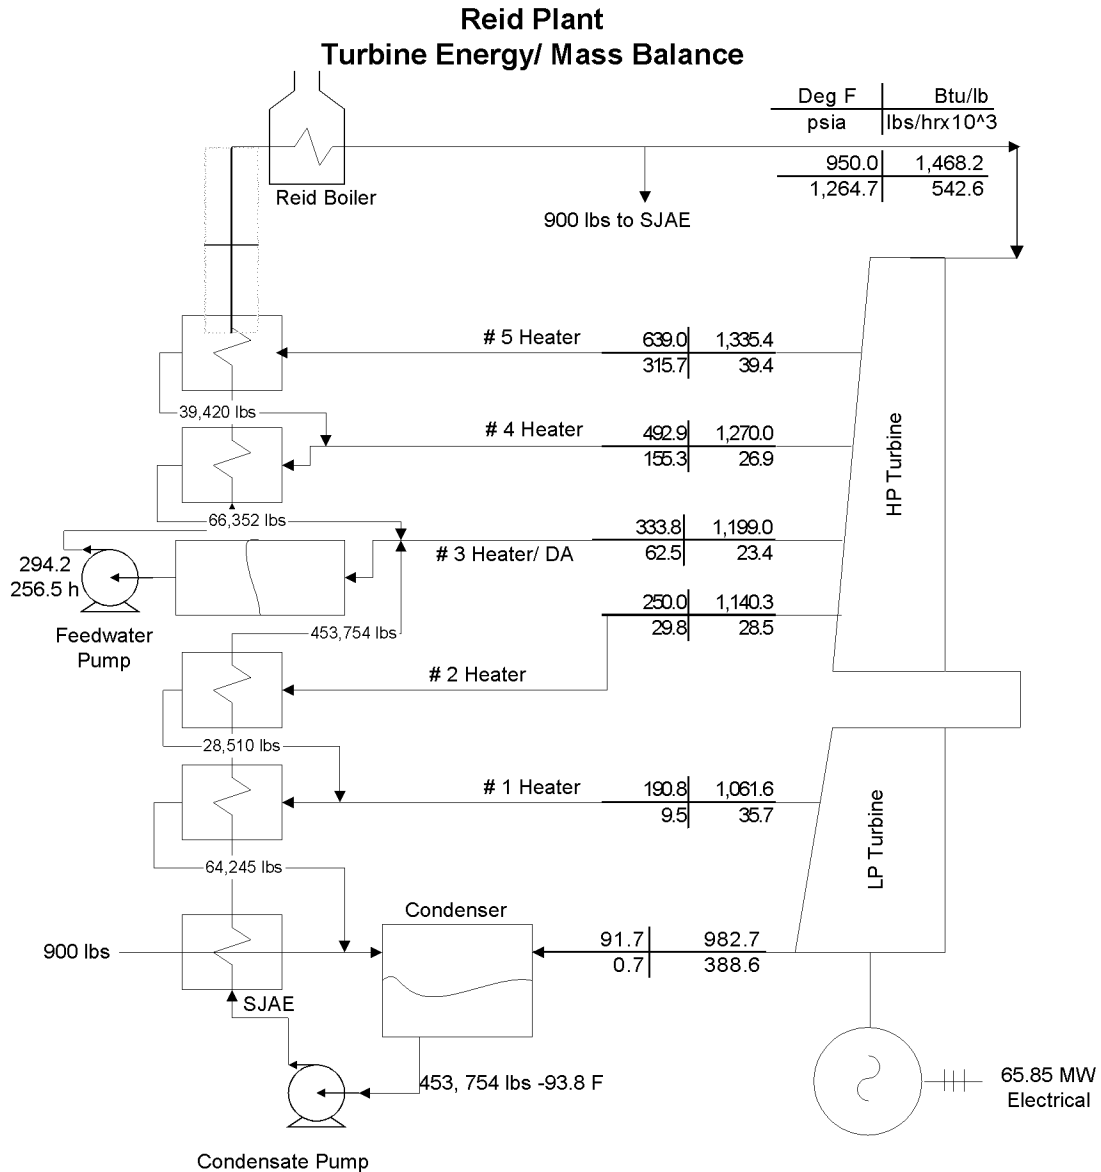 Reid Plant
Turbine Energy/ Mass Balance
Deg F Btu/lb
psia lbs/hrx10^3
950.0 1,468.2
1,264.7 542.6
Reid Boiler
900 lbs to SJAE
# 5 Heater 639.0 1,335.4
315.7 39.4
39,420 lbs
# 4 Heater 492.9 1,270.0
155.3 26.9
HP Turbine
66,352 lbs
333.8 1,199.0
# 3 Heater/ DA 62.5 23.4
294.2
256.5 h
Feedwater
Pump
250.0 1,140.3
29.8 28.5
453,754 lbs
# 2 Heater
28,510 lbs
# 1 Heater 190.8 1,061.6
9.5 35.7
LP Turbine
64,245 lbs
Condenser
900 lbs
91.7 982.7
0.7 388.6
SJAE
453, 754 lbs -93.8 F
65.85 MW
Electrical
Condensate Pump